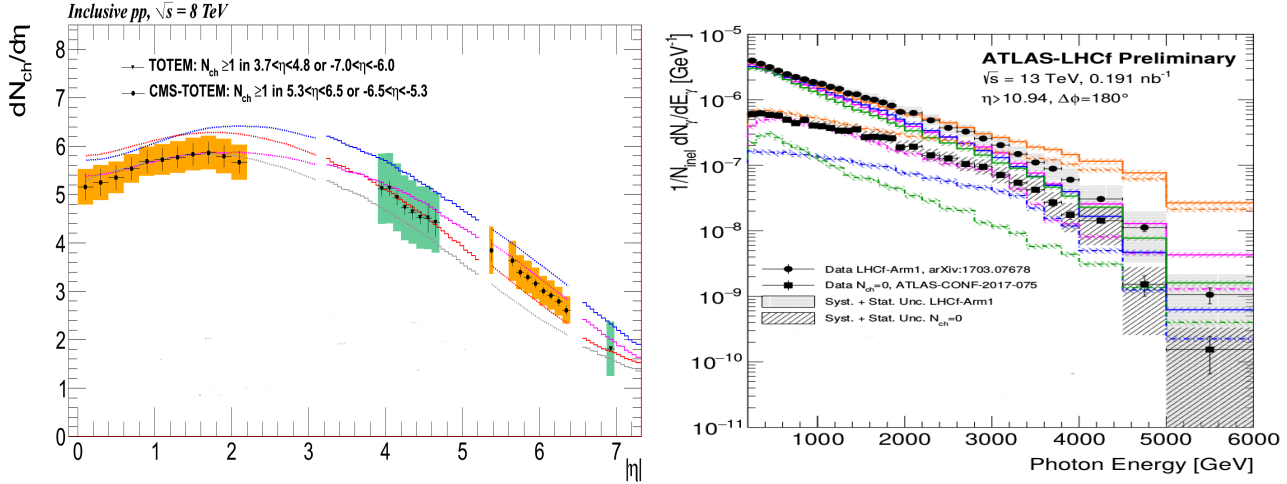 Inclusive pp, √s = 8 TeV
dN_ch/dη
8
7
6
5
4
3
2
1
0
TOTEM: N_ch ≥1 in 3.7<η<4.8 or -7.0<η<-6.0
CMS-TOTEM: N_ch ≥1 in 5.3<η<6.5 or -6.5<η<-5.3
0 1 2 3 4 5 6 7
|η|
1/N_inel dN_γ/dE_γ [GeV⁻¹]
10⁻⁵
10⁻⁶
10⁻⁷
10⁻⁸
10⁻⁹
10⁻¹⁰
10⁻¹¹
ATLAS-LHCf Preliminary
√s = 13 TeV, 0.191 nb⁻¹
η>10.94, Δϕ=180°
Data LHCf-Arm1, arXiv:1703.07678
Data N_ch=0, ATLAS-CONF-2017-075
Syst. + Stat. Unc. LHCf-Arm1
Syst. + Stat. Unc. N_ch=0
1000 2000 3000 4000 5000 6000
Photon Energy [GeV]